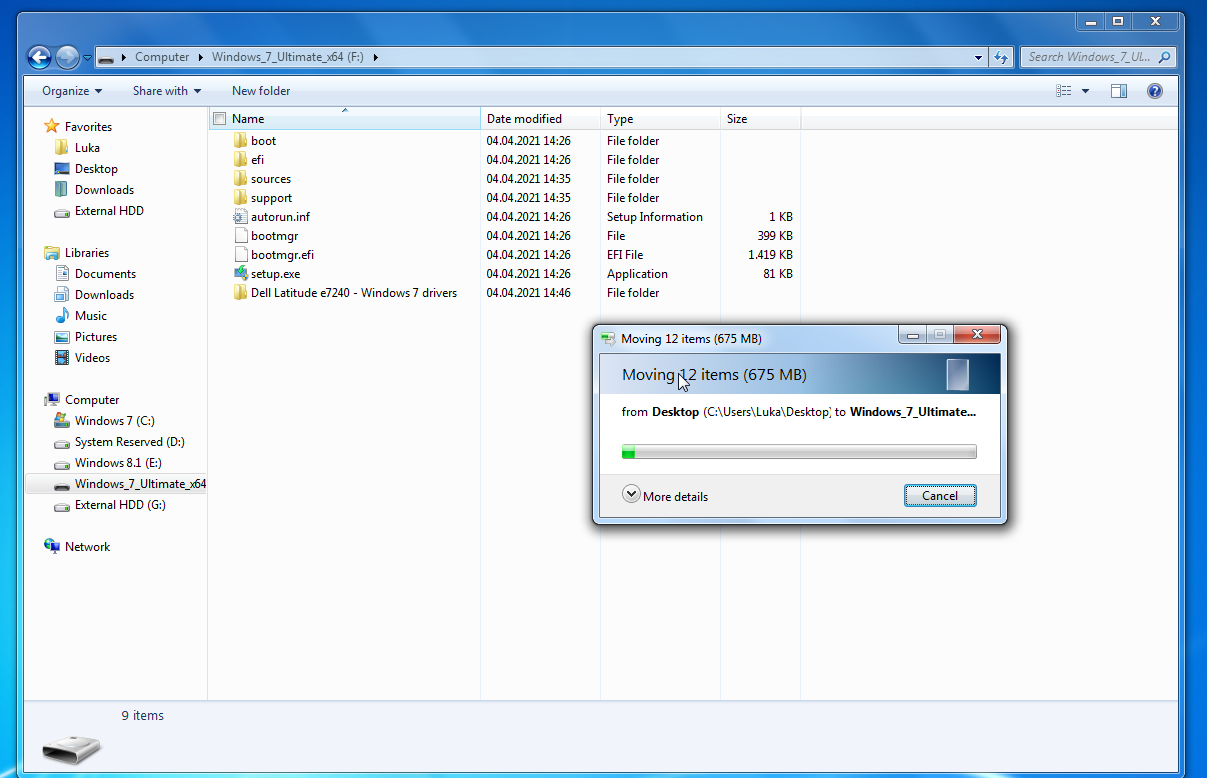 Computer Windows_7_Ultimate_x64 (F:)
Search Windows_7_Ul...
Organize Share with New folder
Name Date modified Type Size
Favorites
Luka
Desktop
Downloads
External HDD
Libraries
Documents
Downloads
Music
Pictures
Videos
Computer
Windows 7 (C:)
System Reserved (D:)
Windows 8.1 (E:)
Windows_7_Ultimate_x64
External HDD (G:)
Network
boot 04.04.2021 14:26 File folder
efi 04.04.2021 14:26 File folder
sources 04.04.2021 14:35 File folder
support 04.04.2021 14:35 File folder
autorun.inf 04.04.2021 14:26 Setup Information 1 KB
bootmgr 04.04.2021 14:26 File 399 KB
bootmgr.efi 04.04.2021 14:26 EFI File 1.419 KB
setup.exe 04.04.2021 14:26 Application 81 KB
Dell Latitude e7240 - Windows 7 drivers 04.04.2021 14:46 File folder
Moving 12 items (675 MB)
Moving 12 items (675 MB)
from Desktop (C:\Users\Luka\Desktop) to Windows_7_Ultimate...
More details
Cancel
9 items